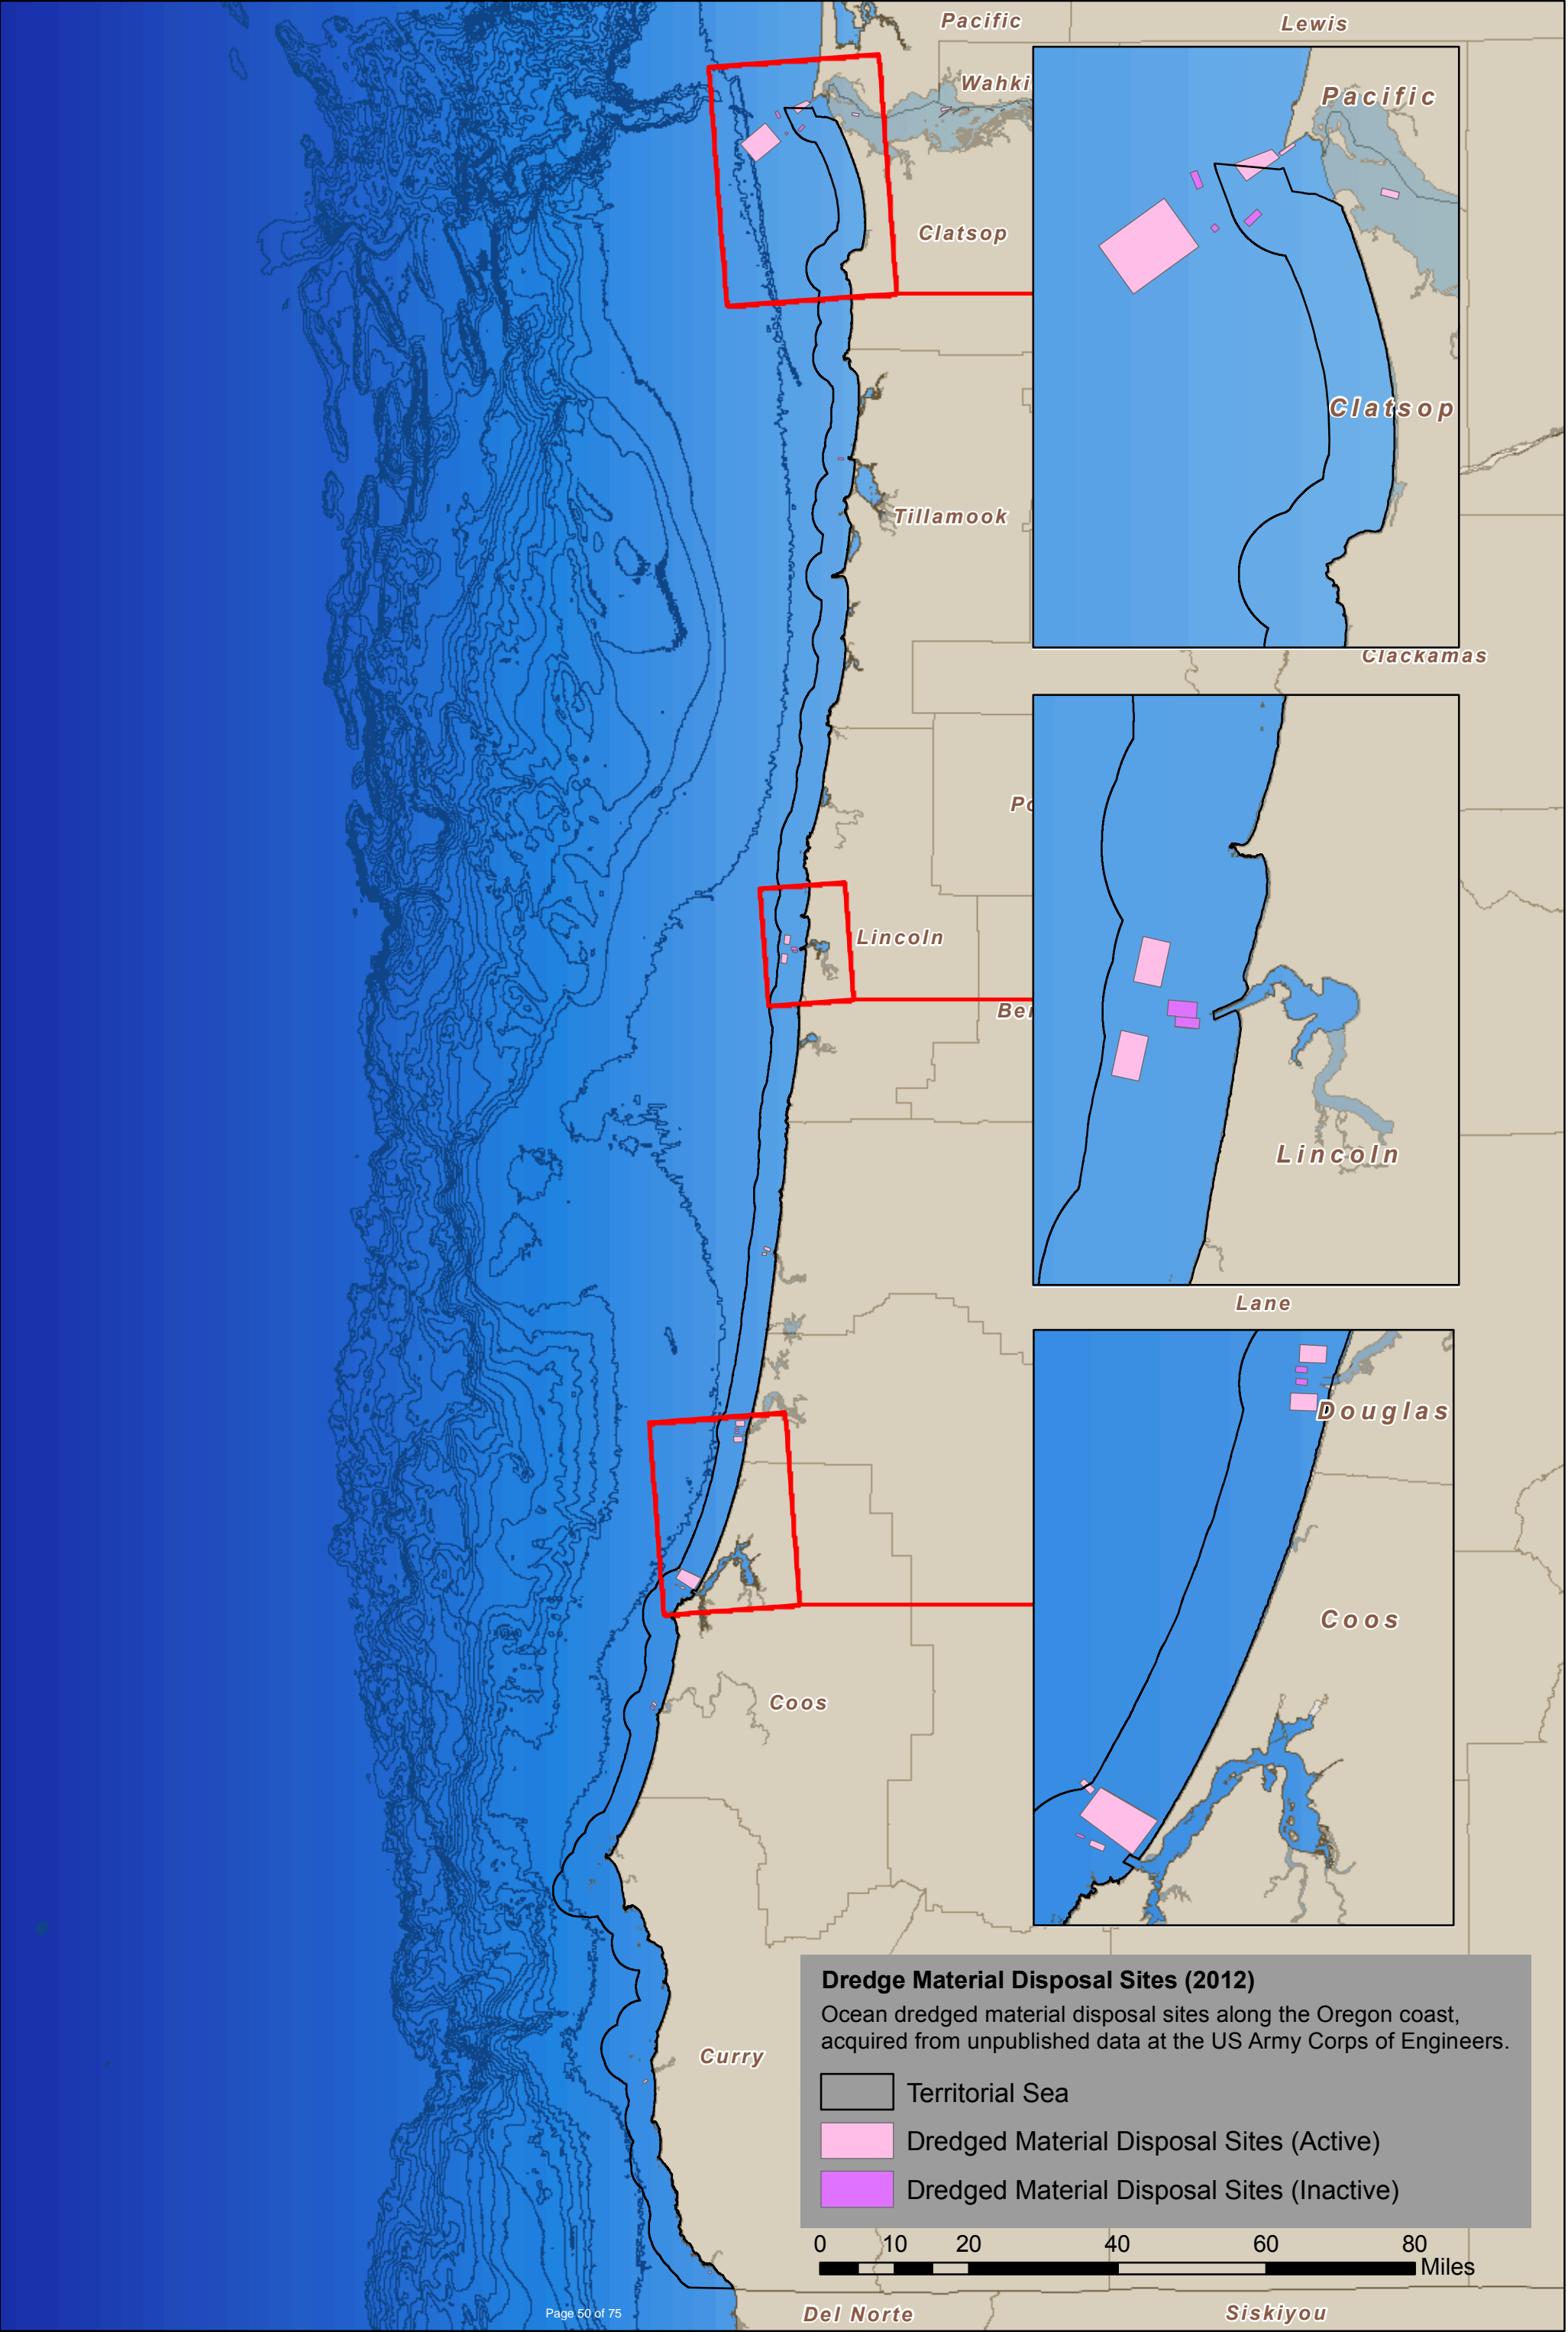 Pacific
Lewis
Wahki
Pacific
Clatsop
Clatsop
Tillamook
Clackamas
Po
Lincoln
Ber
Lincoln
Lane
Douglas
Coos
Coos
Dredge Material Disposal Sites (2012)
Ocean dredged material disposal sites along the Oregon coast,
acquired from unpublished data at the US Army Corps of Engineers.
Curry
Territorial Sea
Dredged Material Disposal Sites (Active)
Dredged Material Disposal Sites (Inactive)
0 10 20 40 60 80
Miles
Page 50 of 75
Del Norte
Siskiyou